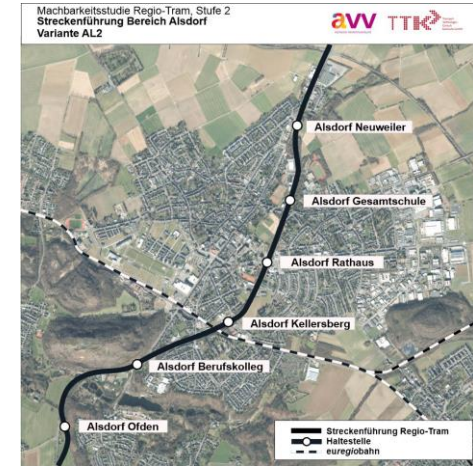 Machbarkeitsstudie Regio-Tram, Stufe 2
Streckenführung Bereich Alsdorf
Variante AL2
avv
TTK
Alsdorf Neuweiler
Alsdorf Gesamtschule
Alsdorf Rathaus
Alsdorf Kellersberg
Alsdorf Berufskolleg
Alsdorf Ofden
Streckenführung Regio-Tram
Haltestelle
euregiobahn